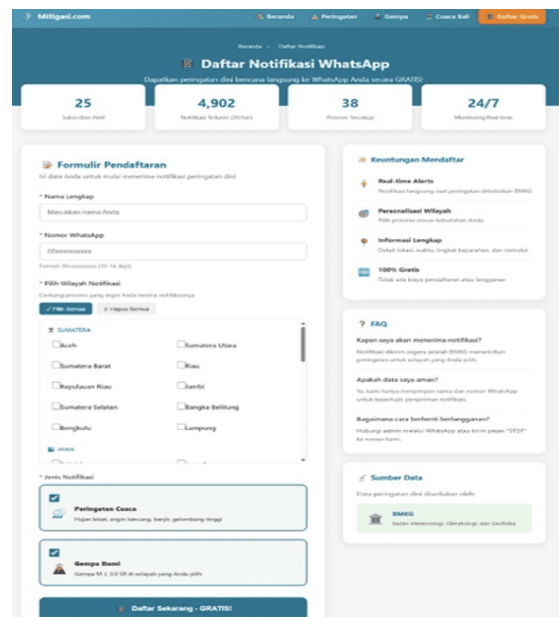 Mitigasi.com
Beranda
Peringatan
Gempa
Cuaca Bali
Daftar Gratis
Beranda
Daftar Notifikasi
Daftar Notifikasi WhatsApp
Dapatkan peringatan dini bencana langsung ke WhatsApp Anda secara GRATIS!
25
Subscriber Aktif
4,902
Notifikasi Terkirim (30 hari)
38
Provinsi Tercakup
24/7
Monitoring Real-time
Formulir Pendaftaran
Isi data Anda untuk mulai menerima notifikasi peringatan dini
* Nama Lengkap
Masukkan nama Anda
* Nomor WhatsApp
08xxxxxxxxxx
* Pilih Wilayah Notifikasi
Centang provinsi yang ingin Anda terima notifikasinya
✓ Pilih Semua
x Hapus Semua
SUMATERA
Aceh
Sumatera Utara
Sumatera Barat
Riau
Kepulauan Riau
Jambi
Sumatera Selatan
Bangka Belitung
Bengkulu
Lampung
JAWA
* Jenis Notifikasi
Peringatan Cuaca
Hujan lebat, angin kencang, banjir, gelombang tinggi
Gempa Bumi
Gempa M ≥ 3.0 SR di wilayah yang Anda pilih
Daftar Sekarang - GRATIS!
Keuntungan Mendaftar
Real-time Alerts
Notifikasi langsung saat peringatan diterbitkan BMKG
Personalisasi Wilayah
Pilih provinsi sesuai kebutuhan Anda
Informasi Lengkap
Detail lokasi, waktu, tingkat keparahan, dan instruksi
100% Gratis
Tidak ada biaya pendaftaran atau langganan
? FAQ
Kapan saya akan menerima notifikasi?
Notifikasi dikirim segera setelah BMKG menerbitkan
peringatan untuk wilayah yang Anda pilih.
Apakah data saya aman?
Ya, kami hanya menyimpan nama dan nomor WhatsApp
untuk keperluan pengiriman notifikasi.
Bagaimana cara berhenti berlangganan?
Hubungi admin melalui WhatsApp atau kirim pesan "STOP"
ke nomor kami.
Sumber Data
Data peringatan dini disediakan oleh:
BMKG
Badan Meteorologi, Klimatologi, dan Geofisika